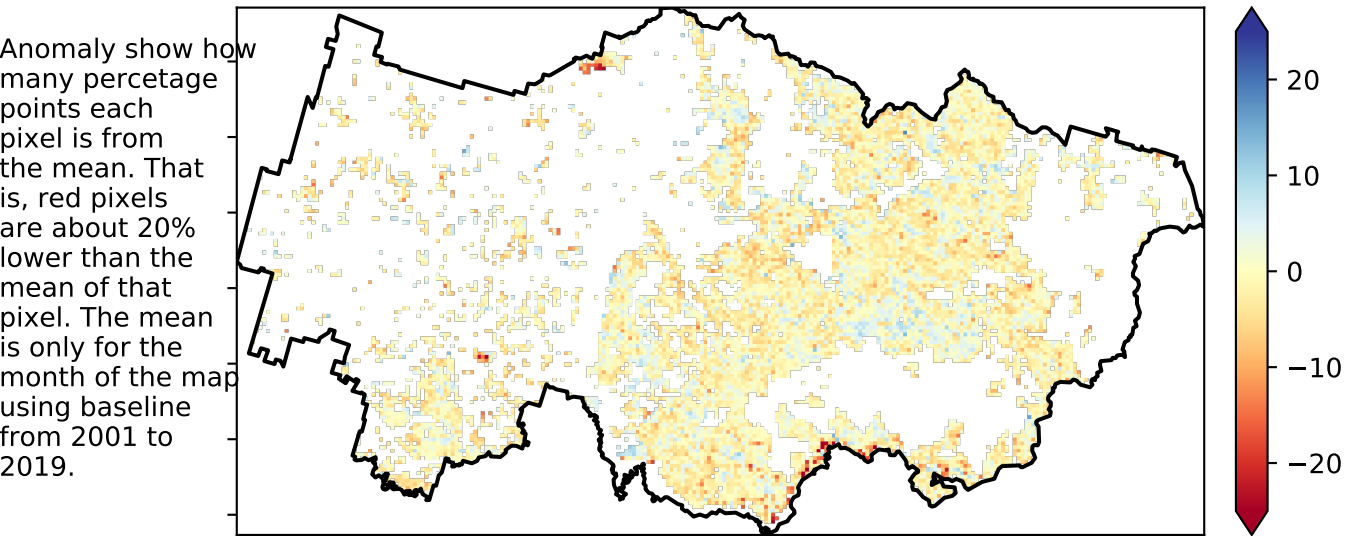 Anomaly show how
many percetage
points each
pixel is from
the mean. That
is, red pixels
are about 20%
lower than the
mean of that
pixel. The mean
is only for the
month of the map
using baseline
from 2001 to
2019.
20
10
0
−10
−20